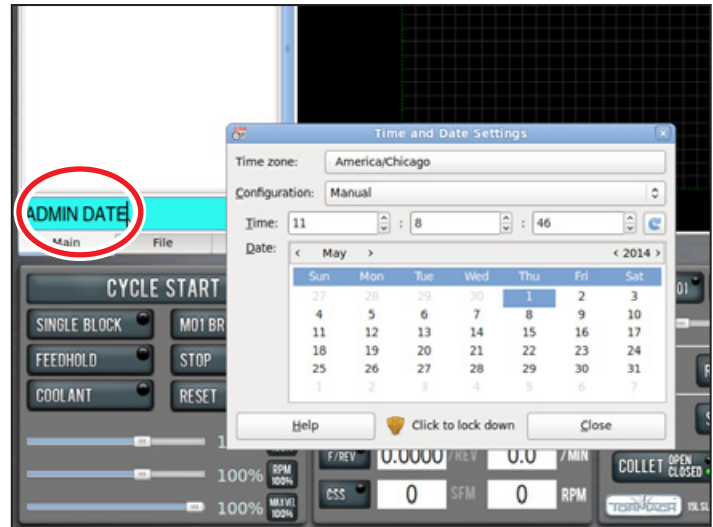 Time and Date Settings
Time zone: America/Chicago
Configuration: Manual
Time: 11 : 8 : 46
Date: < May > < 2014 >
Sun Mon Tue Wed Thu Fri Sat
27 28 29 30 1 2 3
4 5 6 7 8 9 10
11 12 13 14 15 16 17
18 19 20 21 22 23 24
25 26 27 28 29 30 31
1 2 3 4 5 6 7
Help Click to lock down Close
ADMIN DATE
Main File
CYCLE START
SINGLE BLOCK M01 BR
FEEDHOLD STOP
COOLANT RESET
100% RPM 100%
100% MAXVEL 100%
F/REV 0.0000 /REV 0.0 /MIN
CSS 0 SFM 0 RPM
COLLET OPEN CLOSED
TORMACH 15L SL